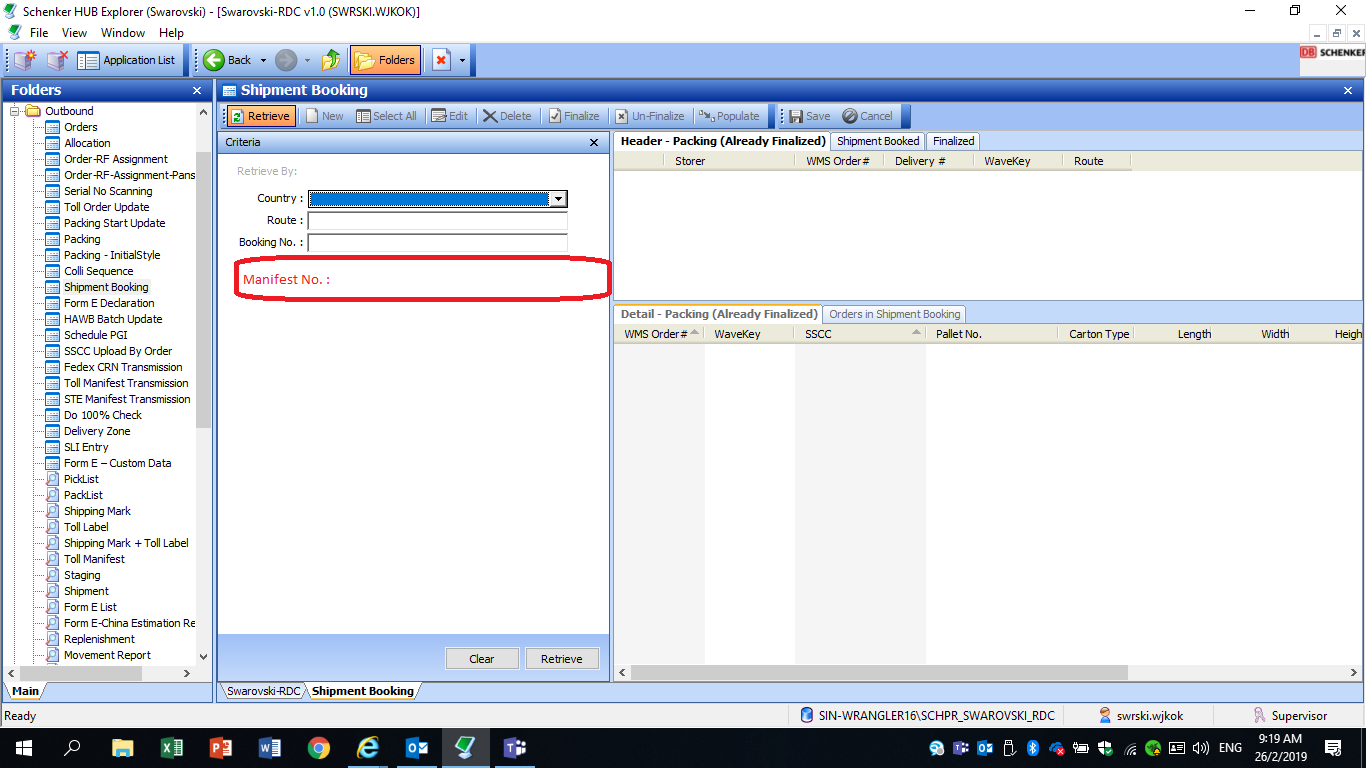 Schenker HUB Explorer (Swarovski) - [Swarovski-RDC v1.0 (SWRSKI.WJKOK)]
File View Window Help
Application List Back Folders
DB SCHENKER
Folders
Outbound
Orders
Allocation
Order-RF Assignment
Order-RF-Assignment-Pans
Serial No Scanning
Toll Order Update
Packing Start Update
Packing
Packing - InitialStyle
Colli Sequence
Shipment Booking
Form E Declaration
HAWB Batch Update
Schedule PGI
SSCC Upload By Order
Fedex CRN Transmission
Toll Manifest Transmission
STE Manifest Transmission
Do 100% Check
Delivery Zone
SLI Entry
Form E – Custom Data
PickList
PackList
Shipping Mark
Toll Label
Shipping Mark + Toll Label
Toll Manifest
Staging
Shipment
Form E List
Form E-China Estimation Re
Replenishment
Movement Report
Main
Shipment Booking
Retrieve New Select All Edit Delete Finalize Un-Finalize Populate Save Cancel
Criteria
Retrieve By:
Country :
Route :
Booking No. :
Manifest No. :
Clear Retrieve
Header - Packing (Already Finalized) Shipment Booked Finalized
Storer WMS Order# Delivery # WaveKey Route
Detail - Packing (Already Finalized) Orders in Shipment Booking
WMS Order# WaveKey SSCC Pallet No. Carton Type Length Width Heigh
Swarovski-RDC Shipment Booking
Ready SIN-WRANGLER16\SCHPR_SWAROVSKI_RDC swrski.wjkok Supervisor
ENG
9:19 AM
26/2/2019